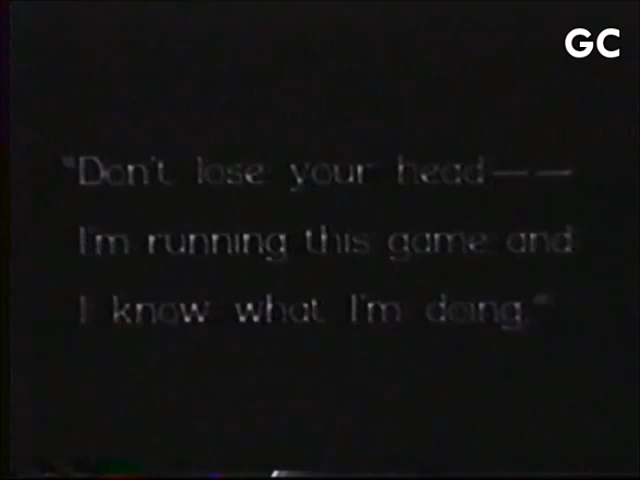 GC
"Don't lose your head——
I'm running this game and
I know what I'm doing."